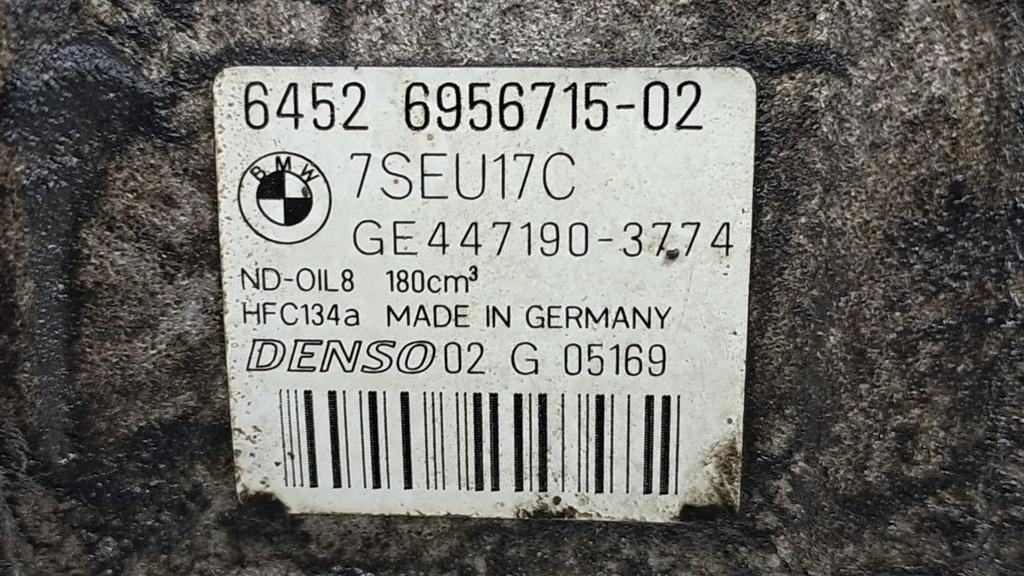 6452 6956715-02
BMW
7SEU17C
GE447190-3774
ND-OIL8 180cm³
HFC134a MADE IN GERMANY
DENSO 02 G 05169